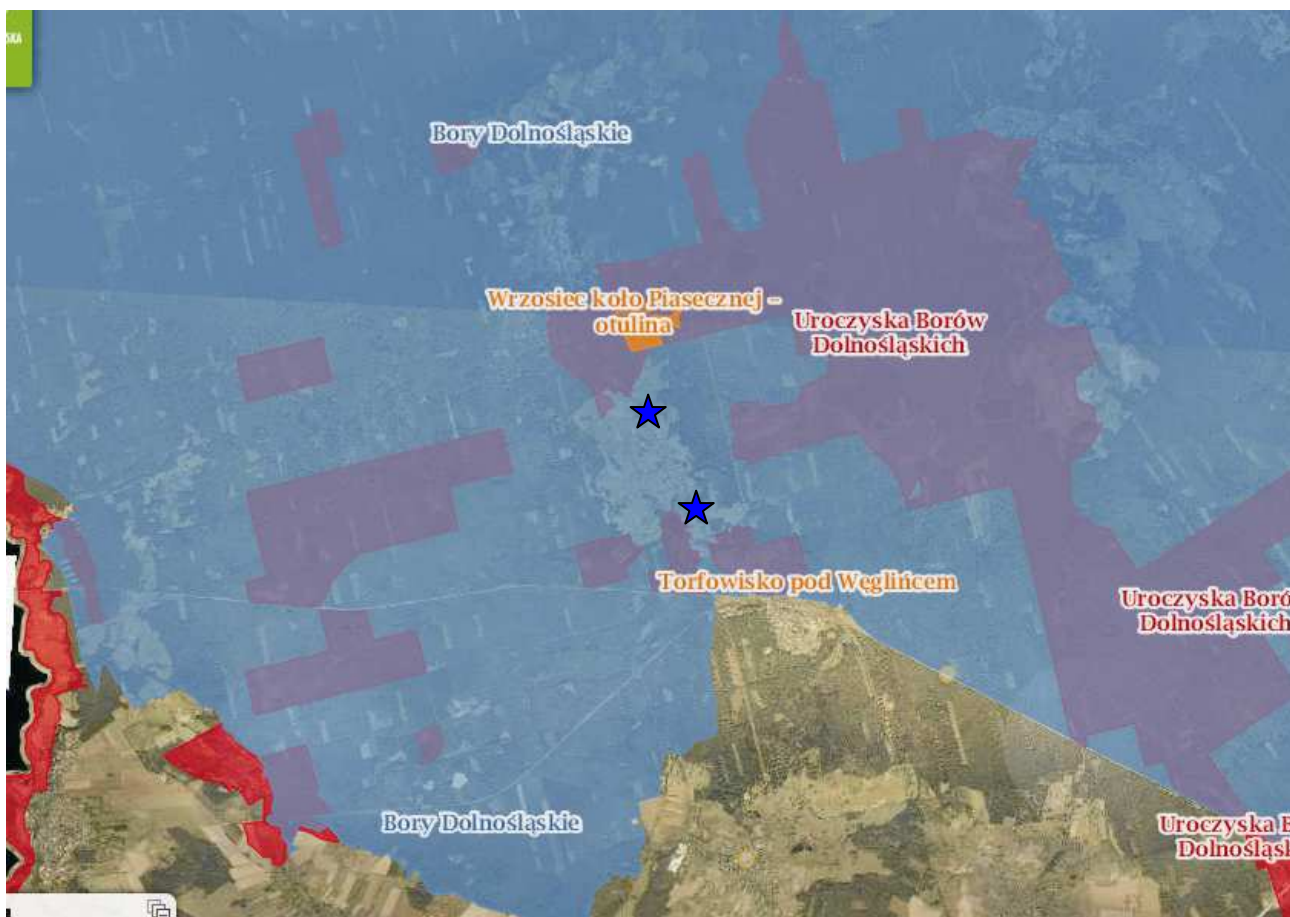 SKA
Bory Dolnośląskie
Wrzosiec koło Piasecznej –
otulina
Uroczyska Borów
Dolnośląskich
Torfowisko pod Węglińcem
Uroczyska Boró
Dolnośląskich
Bory Dolnośląskie
Uroczyska B
Dolnośląsk